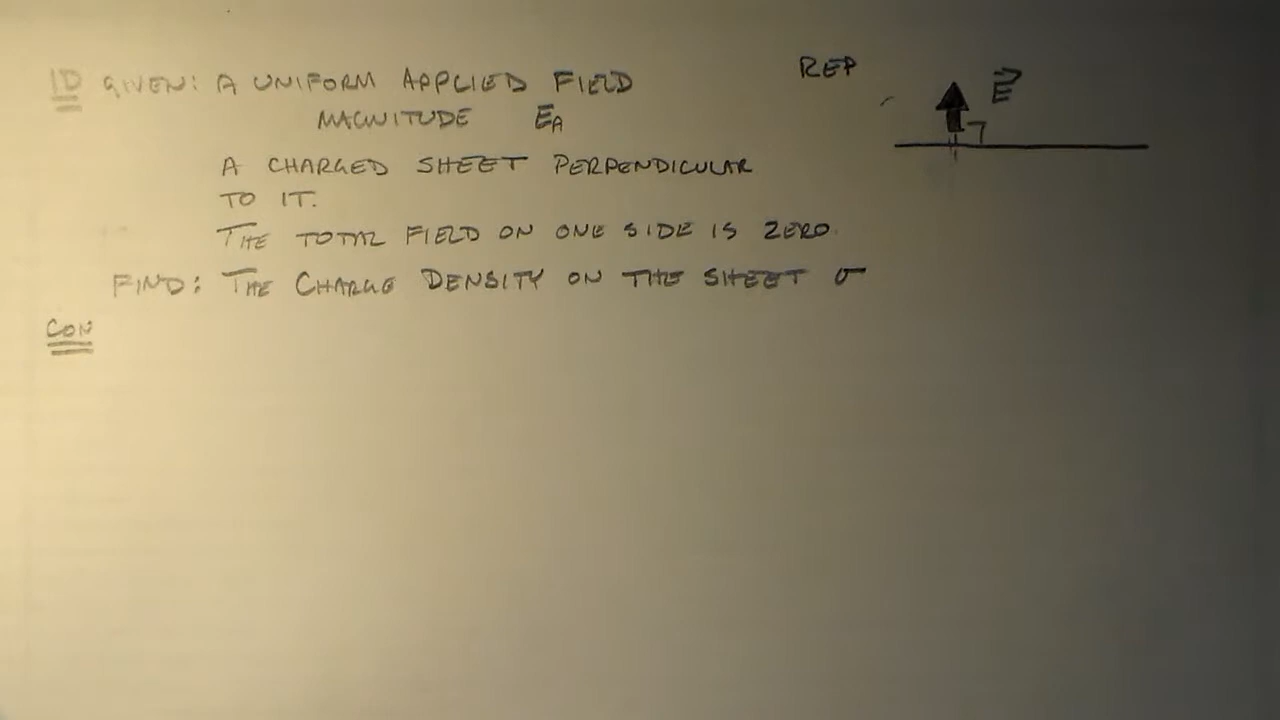 ID GIVEN: A UNIFORM APPLIED FIELD
MAGNITUDE EA
A CHARGED SHEET PERPENDICULAR
TO IT.
THE TOTAL FIELD ON ONE SIDE IS ZERO.
FIND: THE CHARGE DENSITY ON THE SHEET σ
CON
REP
E⃗